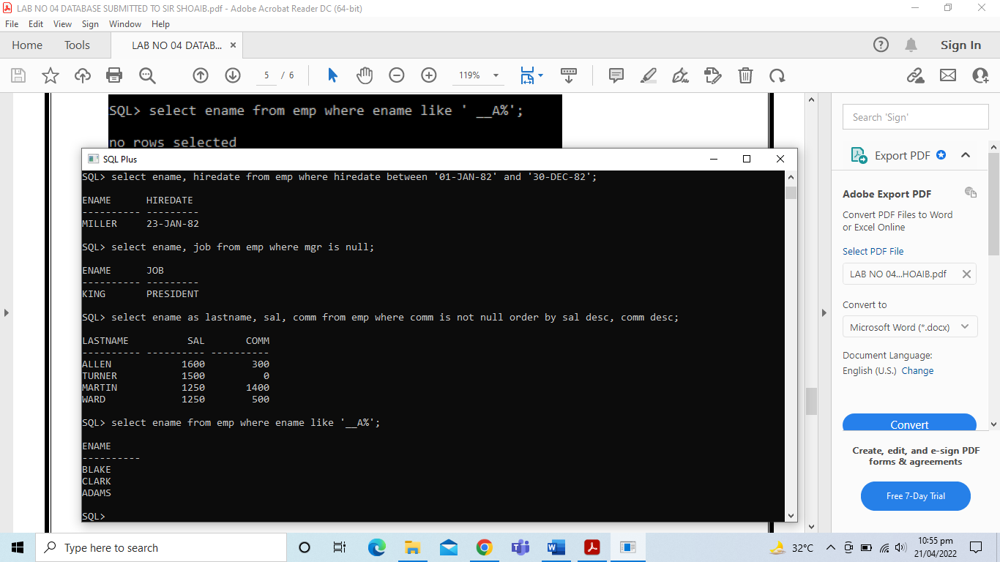 LAB NO 04 DATABASE SUBMITTED TO SIR SHOAIB.pdf - Adobe Acrobat Reader DC (64-bit)
File Edit View Sign Window Help
Home Tools LAB NO 04 DATAB... × Sign In
5 / 6 119%
SQL> select ename from emp where ename like ' __A%';
no rows selected
SQL Plus
SQL> select ename, hiredate from emp where hiredate between '01-JAN-82' and '30-DEC-82';
ENAME HIREDATE
---------- ---------
MILLER 23-JAN-82
SQL> select ename, job from emp where mgr is null;
ENAME JOB
---------- ---------
KING PRESIDENT
SQL> select ename as lastname, sal, comm from emp where comm is not null order by sal desc, comm desc;
LASTNAME SAL COMM
---------- ---------- ----------
ALLEN 1600 300
TURNER 1500 0
MARTIN 1250 1400
WARD 1250 500
SQL> select ename from emp where ename like '__A%';
ENAME
----------
BLAKE
CLARK
ADAMS
SQL>
Search 'Sign'
Export PDF
Adobe Export PDF
Convert PDF Files to Word
or Excel Online
Select PDF File
LAB NO 04...HOAIB.pdf
Convert to
Microsoft Word (*.docx)
Document Language:
English (U.S.) Change
Convert
Create, edit, and e-sign PDF
forms & agreements
Free 7-Day Trial
Type here to search
32°C
10:55 pm
21/04/2022